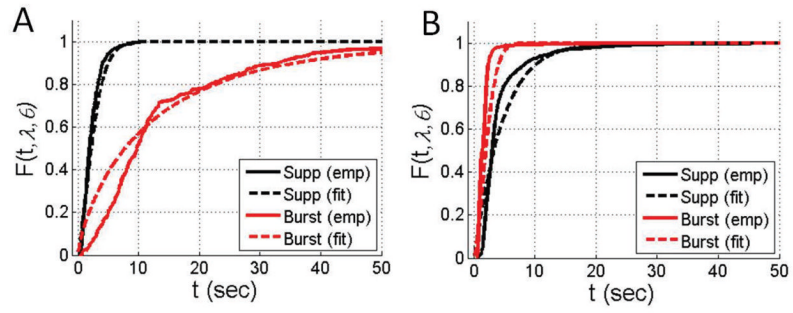 A
F(t, λ, θ)
1
0.8
0.6
0.4
0.2
0
0 10 20 30 40 50
t (sec)
Supp (emp)
Supp (fit)
Burst (emp)
Burst (fit)
B
F(t, λ, θ)
1
0.8
0.6
0.4
0.2
0
0 10 20 30 40 50
t (sec)
Supp (emp)
Supp (fit)
Burst (emp)
Burst (fit)